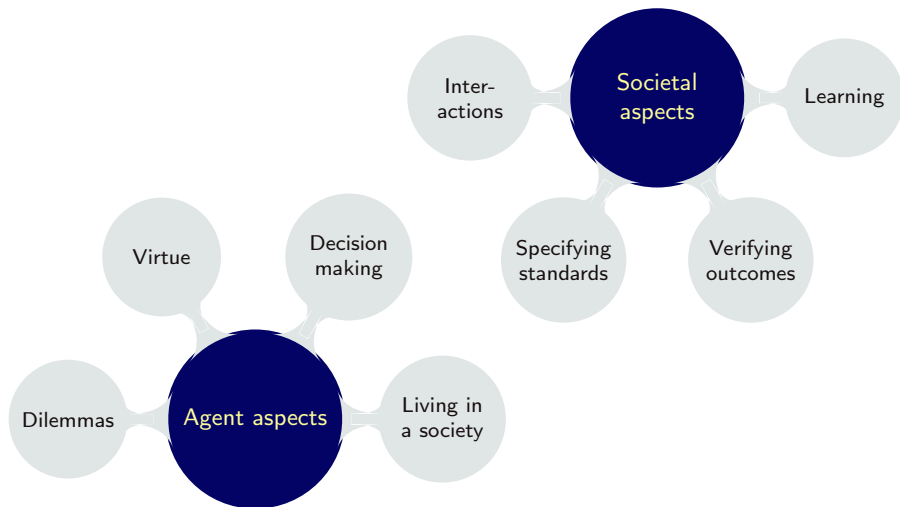 Inter-
actions
Societal
aspects
Learning
Specifying
standards
Verifying
outcomes
Virtue
Decision
making
Dilemmas
Agent aspects
Living in
a society